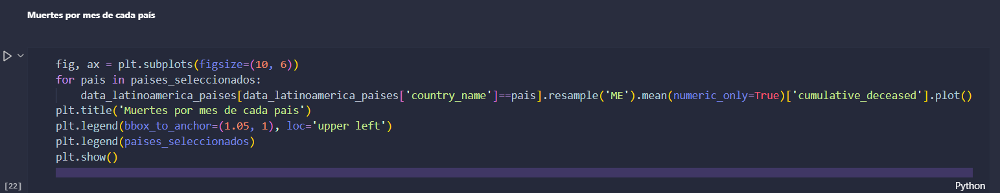 Muertes por mes de cada país
fig, ax = plt.subplots(figsize=(10, 6))
for pais in paises_seleccionados:
    data_latinoamerica_paises[data_latinoamerica_paises['country_name']==pais].resample('ME').mean(numeric_only=True)['cumulative_deceased'].plot()
plt.title('Muertes por mes de cada pais')
plt.legend(bbox_to_anchor=(1.05, 1), loc='upper left')
plt.legend(paises_seleccionados)
plt.show()
[22]
Python